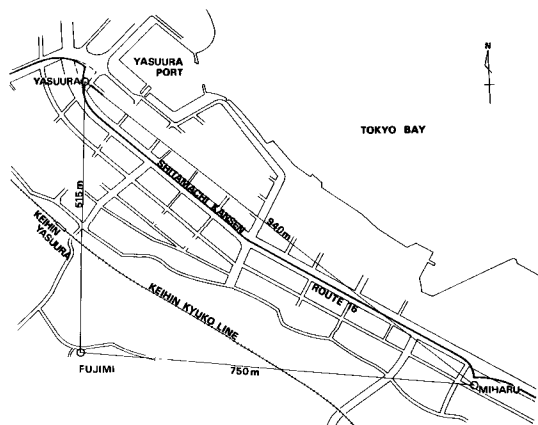 YASUURA
PORT
N
YASUURA
TOKYO BAY
SHITAMACHI KANSEN
940m
515m
KEIHIN
YASUURA
KEIHIN KYUKO LINE
ROUTE 16
FUJIMI
750m
MIHARU